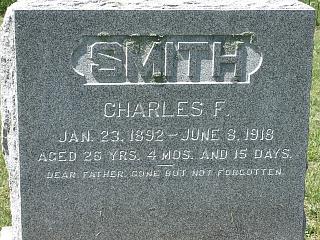 SMITH
CHARLES F.
JAN. 23, 1892 – JUNE 8, 1918
AGED 26 YRS. 4 MOS. AND 15 DAYS.
DEAR FATHER, GONE BUT NOT FORGOTTEN.